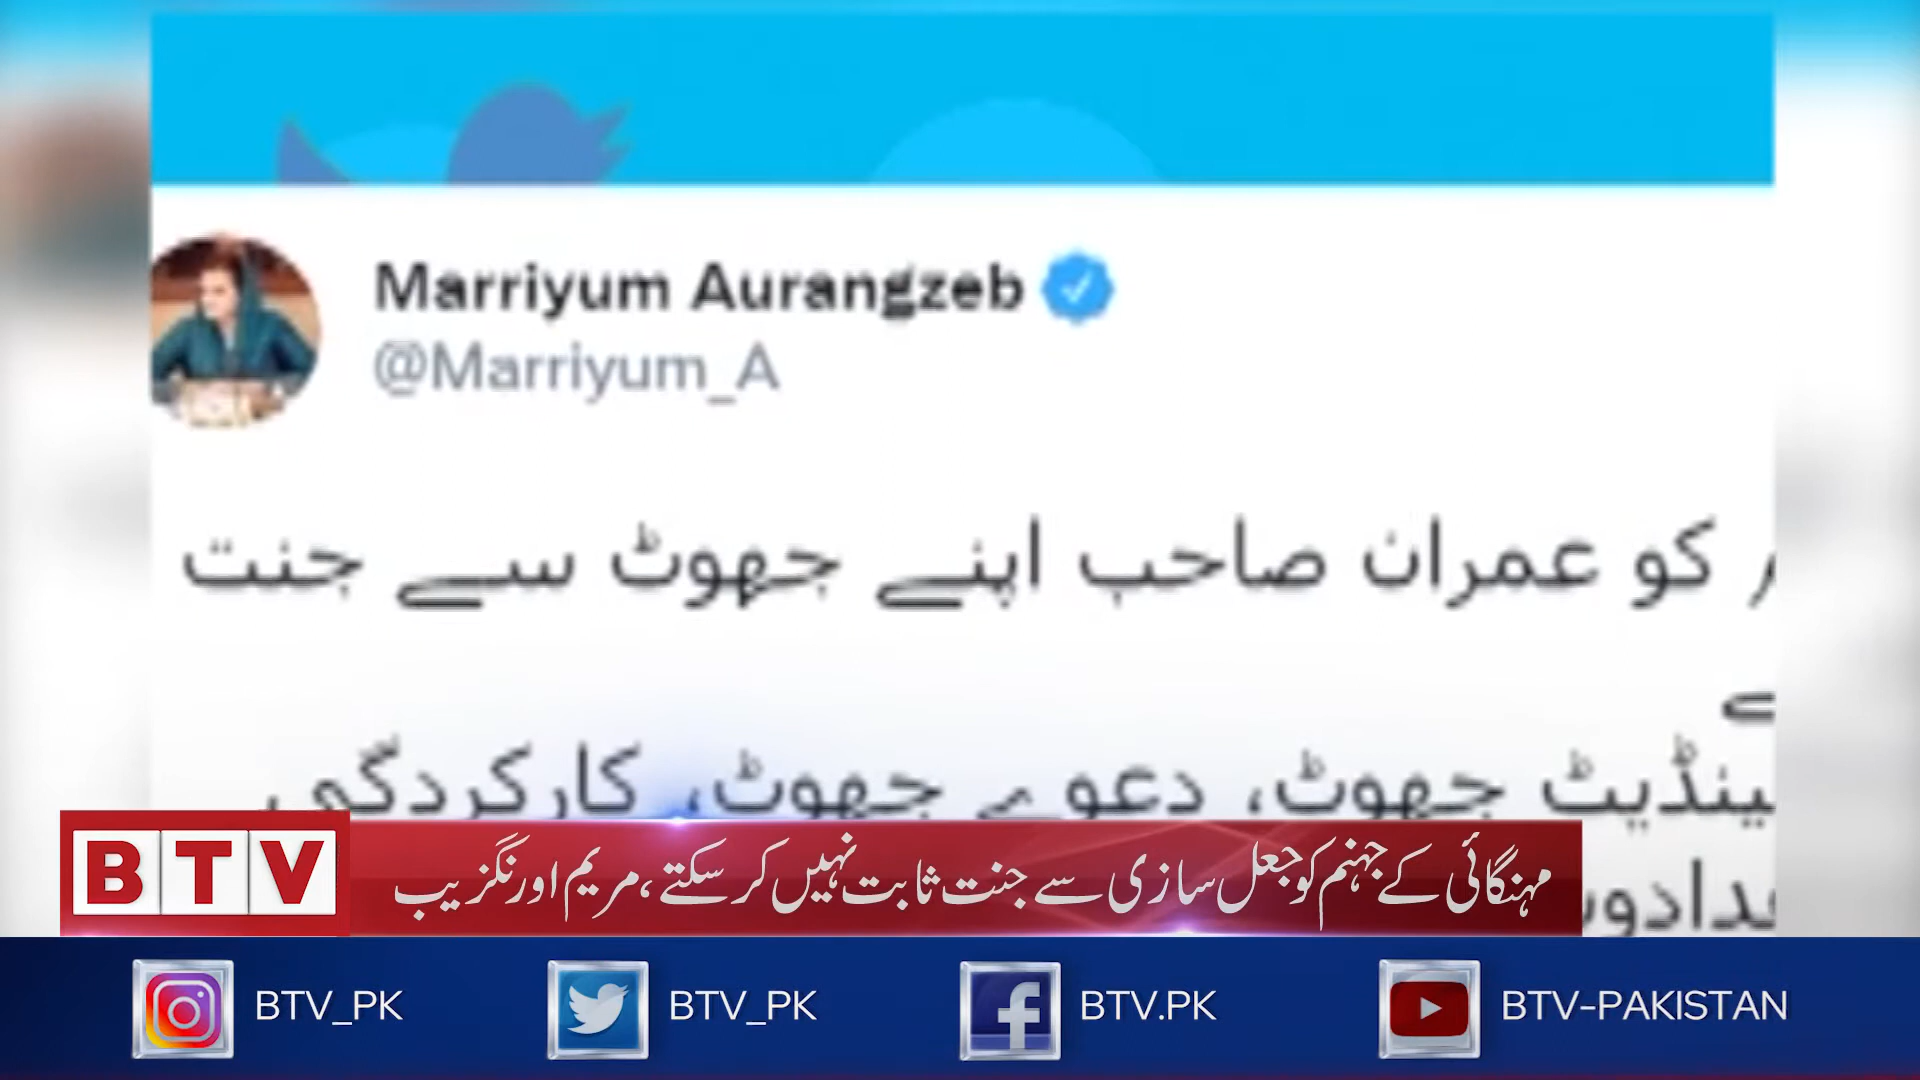 Marriyum Aurangzeb
@Marriyum_A
کو عمران صاحب اپنے جھوٹ سے جنت
جھوٹ، دعوے جھوٹ، کارکردگی
BTV
مہنگائی کے جہنم کو جعل سازی سے جنت ثابت نہیں کر سکتے، مریم اورنگزیب
BTV_PK
BTV_PK
BTV.PK
BTV-PAKISTAN